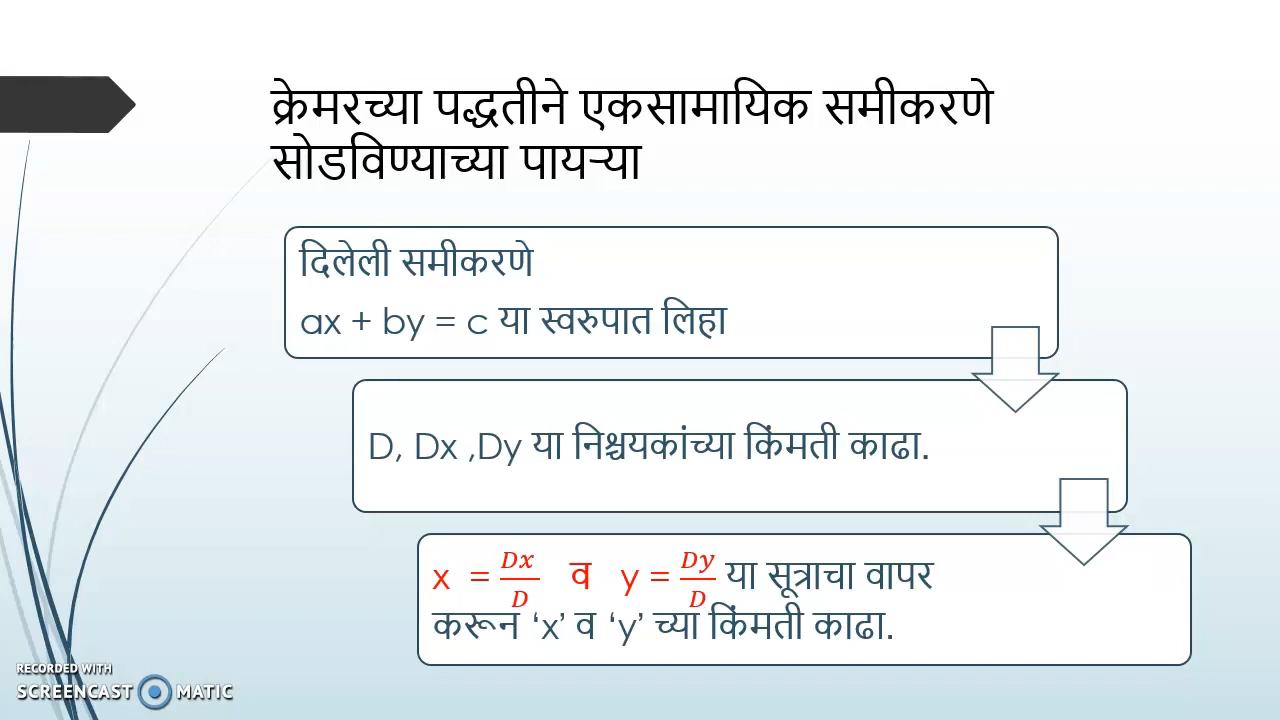 क्रेमरच्या पद्धतीने एकसामायिक समीकरणे
सोडविण्याच्या पायऱ्या
दिलेली समीकरणे
ax + by = c या स्वरुपात लिहा
D, Dx ,Dy या निश्चयकांच्या किंमती काढा.
x = Dx/D व y = Dy/D या सूत्राचा वापर
करून ‘x’ व ‘y’ च्या किंमती काढा.
RECORDED WITH
SCREENCAST MATIC